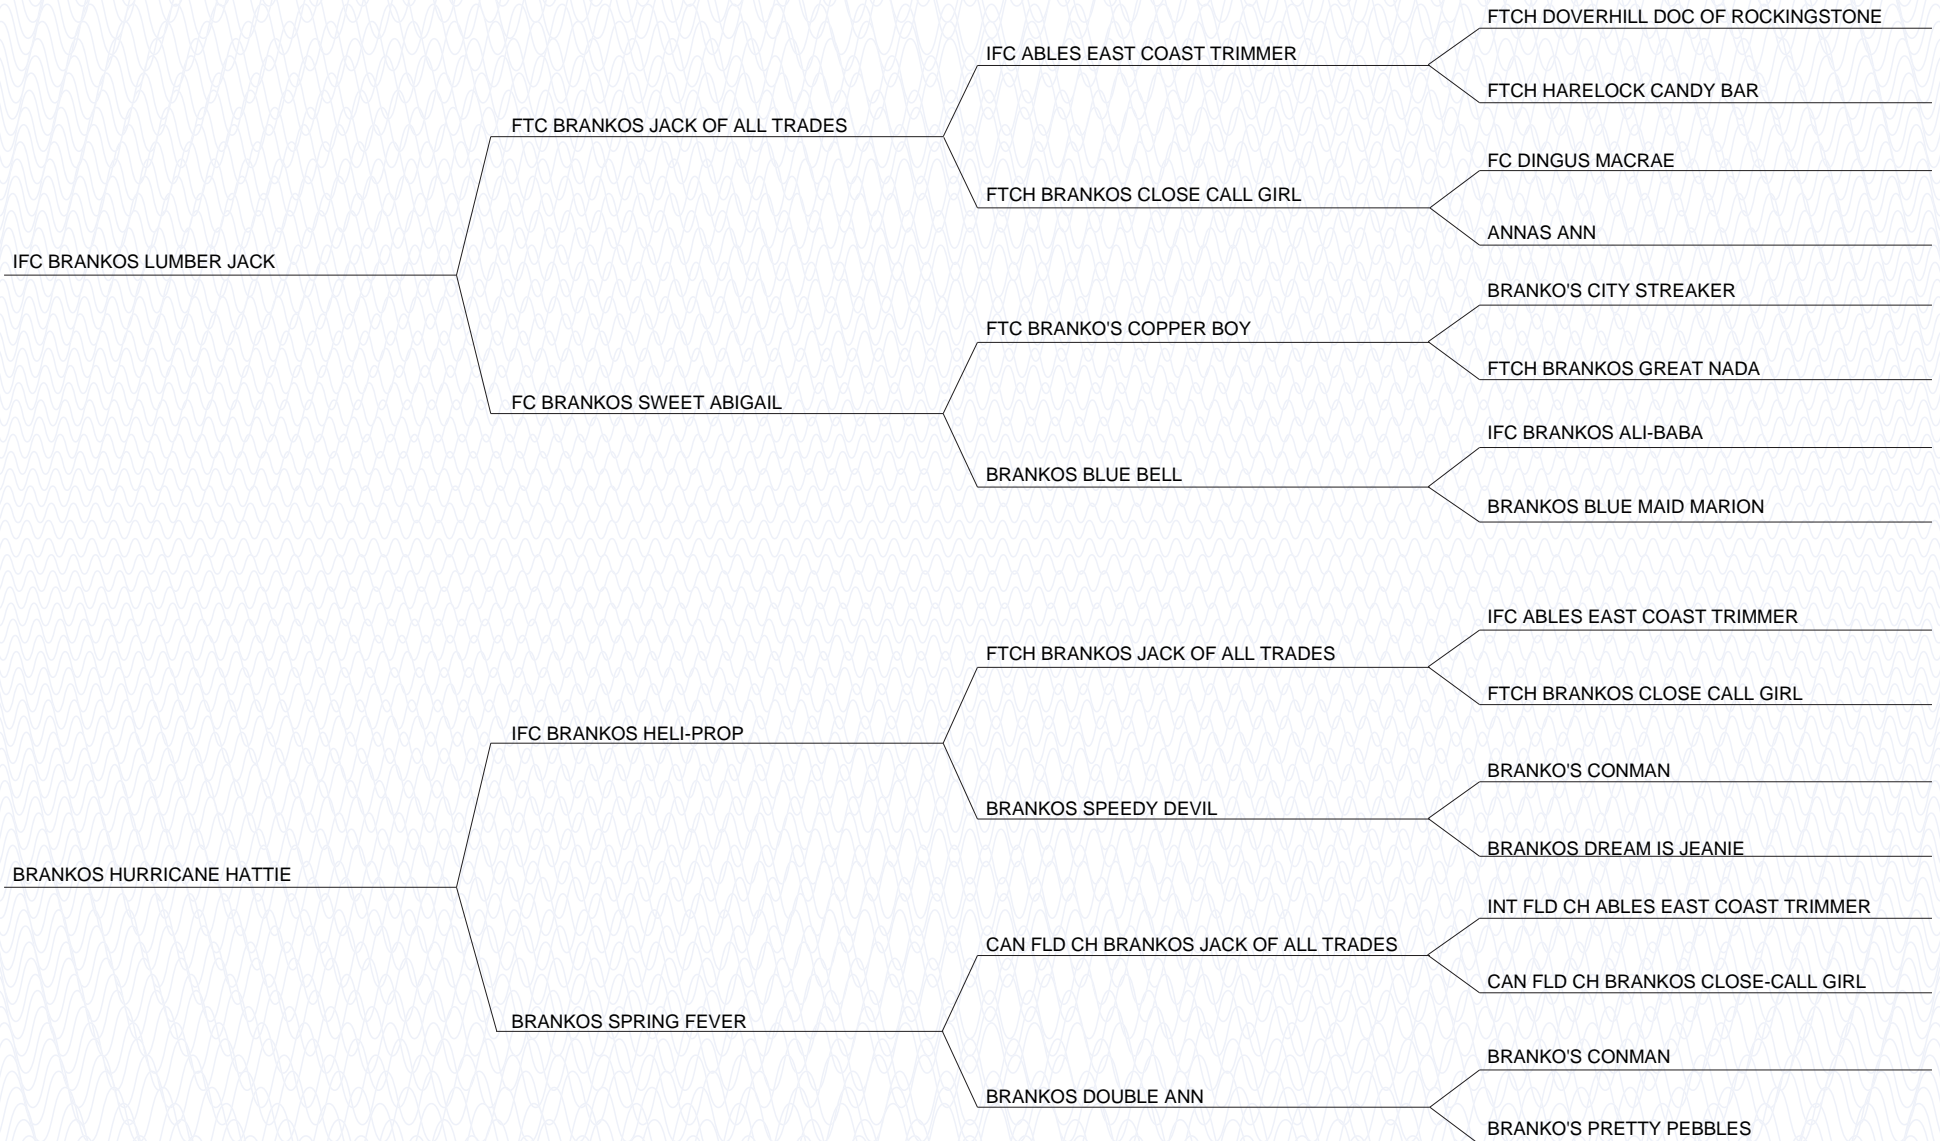 FTCH DOVERHILL DOC OF ROCKINGSTONE
IFC ABLES EAST COAST TRIMMER
FTCH HARELOCK CANDY BAR
FTC BRANKOS JACK OF ALL TRADES
FC DINGUS MACRAE
FTCH BRANKOS CLOSE CALL GIRL
ANNAS ANN
IFC BRANKOS LUMBER JACK
BRANKO'S CITY STREAKER
FTC BRANKO'S COPPER BOY
FTCH BRANKOS GREAT NADA
FC BRANKOS SWEET ABIGAIL
IFC BRANKOS ALI-BABA
BRANKOS BLUE BELL
BRANKOS BLUE MAID MARION
IFC ABLES EAST COAST TRIMMER
FTCH BRANKOS JACK OF ALL TRADES
FTCH BRANKOS CLOSE CALL GIRL
IFC BRANKOS HELI-PROP
BRANKO'S CONMAN
BRANKOS SPEEDY DEVIL
BRANKOS DREAM IS JEANIE
BRANKOS HURRICANE HATTIE
INT FLD CH ABLES EAST COAST TRIMMER
CAN FLD CH BRANKOS JACK OF ALL TRADES
CAN FLD CH BRANKOS CLOSE-CALL GIRL
BRANKOS SPRING FEVER
BRANKO'S CONMAN
BRANKOS DOUBLE ANN
BRANKO'S PRETTY PEBBLES